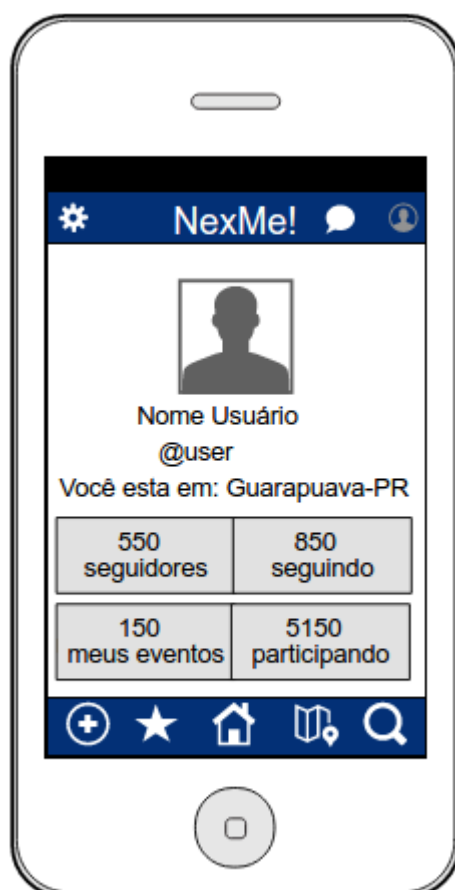 NexMe!
Nome Usuário
@user
Você esta em: Guarapuava-PR
550
seguidores
850
seguindo
150
meus eventos
5150
participando